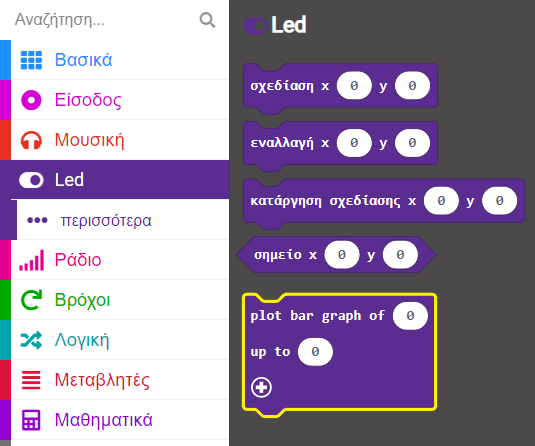 Αναζήτηση...
Βασικά
Είσοδος
Μουσική
Led
περισσότερα
Ράδιο
Βρόχοι
Λογική
Μεταβλητές
Μαθηματικά
Led
σχεδίαση x 0 y 0
εναλλαγή x 0 y 0
κατάργηση σχεδίασης x 0 y 0
σημείο x 0 y 0
plot bar graph of 0
up to 0